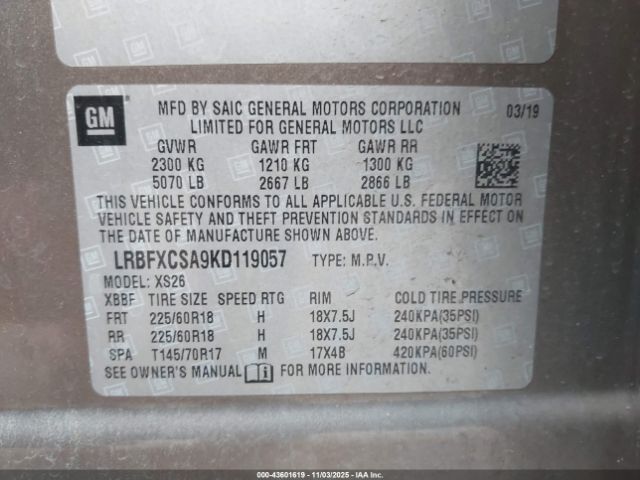 GM
MFD BY SAIC GENERAL MOTORS CORPORATION 03/19
LIMITED FOR GENERAL MOTORS LLC
GVWR GAWR FRT GAWR RR
2300 KG 1210 KG 1300 KG
5070 LB 2667 LB 2866 LB
THIS VEHICLE CONFORMS TO ALL APPLICABLE U.S. FEDERAL MOTOR
VEHICLE SAFETY AND THEFT PREVENTION STANDARDS IN EFFECT ON
THE DATE OF MANUFACTURE SHOWN ABOVE.
LRBFXCSA9KD119057 TYPE: M.P.V.
MODEL: XS26
XBBF TIRE SIZE SPEED RTG RIM COLD TIRE PRESSURE
FRT 225/60R18 H 18X7.5J 240KPA(35PSI)
RR 225/60R18 H 18X7.5J 240KPA(35PSI)
SPA T145/70R17 M 17X4B 420KPA(60PSI)
SEE OWNER'S MANUAL FOR MORE INFORMATION.
000-43601619 - 11/03/2025 - IAA Inc.